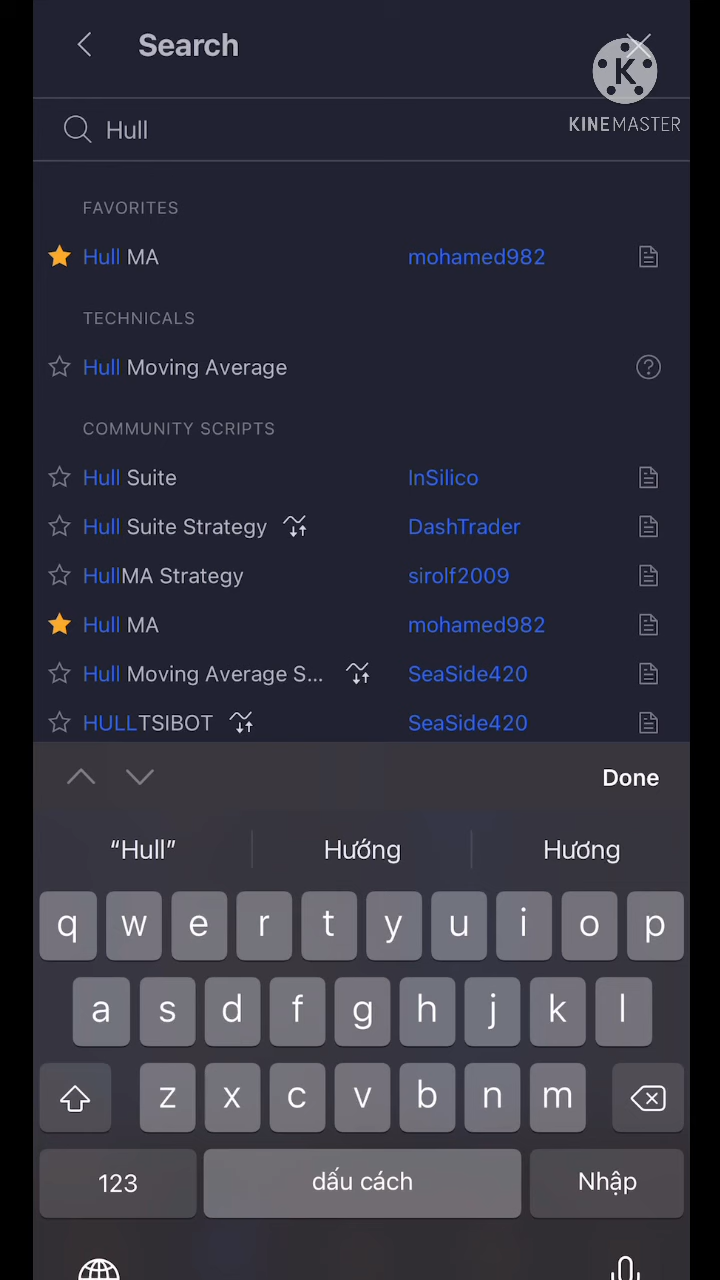 Search
K
KINEMASTER
Hull
FAVORITES
Hull MA mohamed982
TECHNICALS
Hull Moving Average ?
COMMUNITY SCRIPTS
Hull Suite InSilico
Hull Suite Strategy DashTrader
HullMA Strategy sirolf2009
Hull MA mohamed982
Hull Moving Average S... SeaSide420
HULLTSIBOT SeaSide420
Done
“Hull” Hướng Hương
q w e r t y u i o p
a s d f g h j k l
z x c v b n m
123 dấu cách Nhập